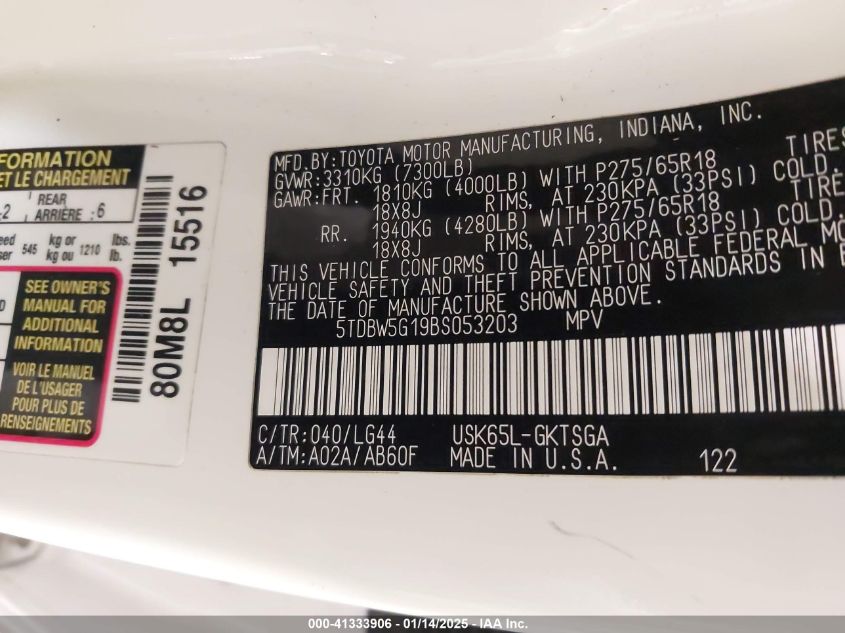 FORMATION
ET LE CHARGEMENT
2 REAR ARRIÈRE : 6
545 kg or kg ou 1210 lbs. lb.
SEE OWNER'S
MANUAL FOR
ADDITIONAL
INFORMATION
VOIR LE MANUEL
DE L'USAGER
POUR PLUS DE
RENSEIGNEMENTS
80M8L 15516
MFD. BY: TOYOTA MOTOR MANUFACTURING, INDIANA, INC.
GVWR: 3310KG (7300LB)
GAWR: FRT. 1810KG (4000LB) WITH P275/65R18 TIRES
18X8J RIMS, AT 230KPA (33PSI) COLD.
RR. 1940KG (4280LB) WITH P275/65R18 TIRE
18X8J RIMS, AT 230KPA (33PSI) COLD.
THIS VEHICLE CONFORMS TO ALL APPLICABLE FEDERAL MO
VEHICLE SAFETY AND THEFT PREVENTION STANDARDS IN E
THE DATE OF MANUFACTURE SHOWN ABOVE.
5TDBW5G19BS053203 MPV
C/TR: 040/LG44 USK65L-GKTSGA
A/TM: A02A/AB60F MADE IN U.S.A. 122
000-41333906 - 01/14/2025 - IAA Inc.